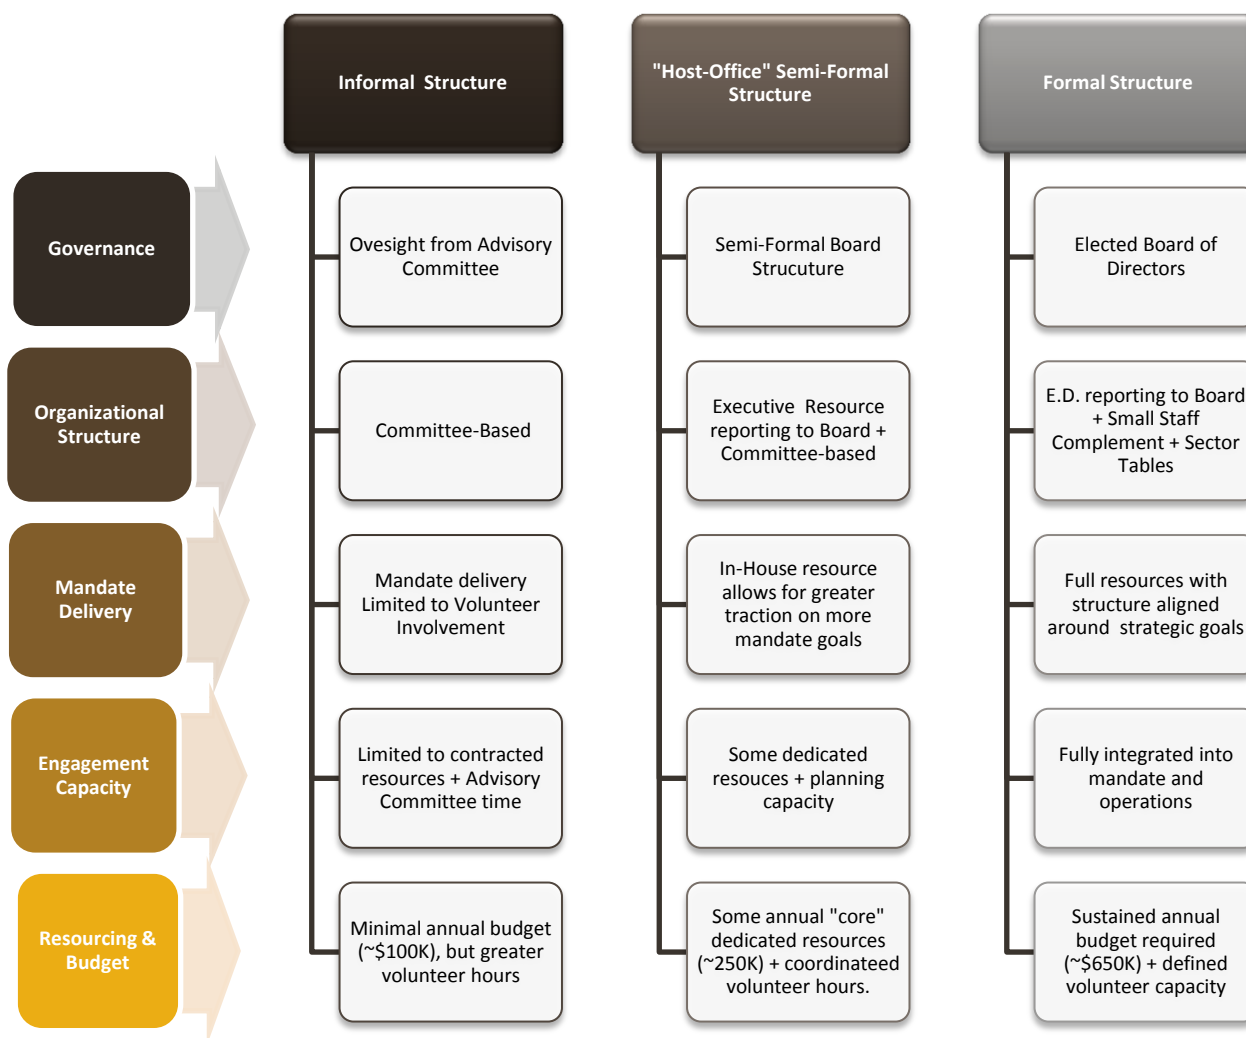 Informal Structure
"Host-Office" Semi-Formal
Structure
Formal Structure
Governance
Ovesight from Advisory
Committee
Semi-Formal Board
Strucuture
Elected Board of
Directors
Organizational
Structure
Committee-Based
Executive Resource
reporting to Board +
Committee-based
E.D. reporting to Board
+ Small Staff
Complement + Sector
Tables
Mandate
Delivery
Mandate delivery
Limited to Volunteer
Involvement
In-House resource
allows for greater
traction on more
mandate goals
Full resources with
structure aligned
around strategic goals
Engagement
Capacity
Limited to contracted
resources + Advisory
Committee time
Some dedicated
resouces + planning
capacity
Fully integrated into
mandate and
operations
Resourcing &
Budget
Minimal annual budget
(~$100K), but greater
volunteer hours
Some annual "core"
dedicated resources
(~250K) + coordinateed
volunteer hours.
Sustained annual
budget required
(~$650K) + defined
volunteer capacity